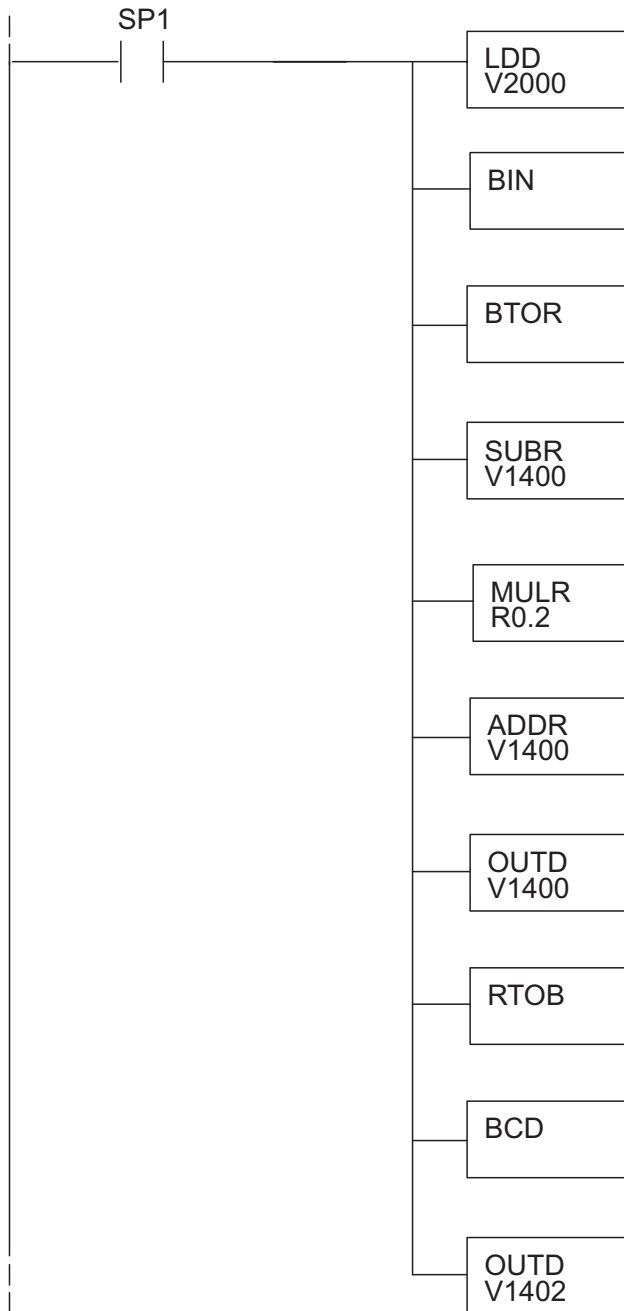 SP1
LDD
V2000
BIN
BTOR
SUBR
V1400
MULR
R0.2
ADDR
V1400
OUTD
V1400
RTOB
BCD
OUTD
V1402